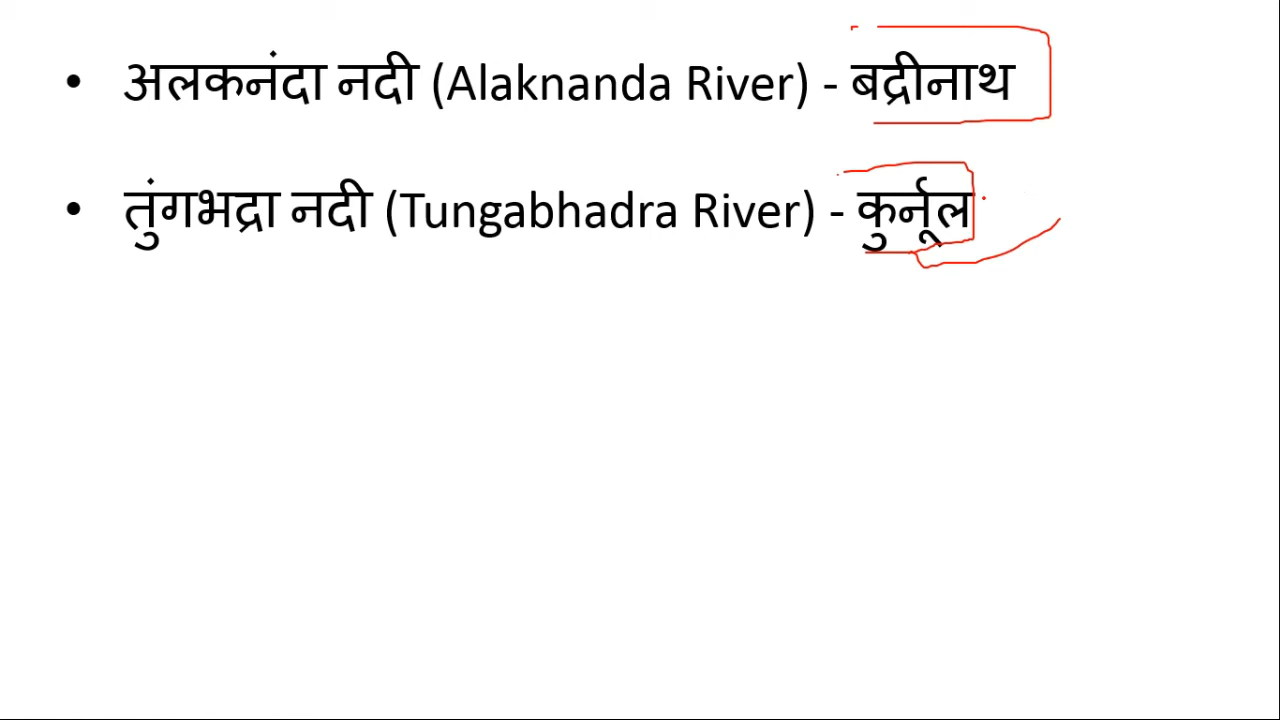 • अलकनंदा नदी (Alaknanda River) - बद्रीनाथ
• तुंगभद्रा नदी (Tungabhadra River) - कुर्नूल